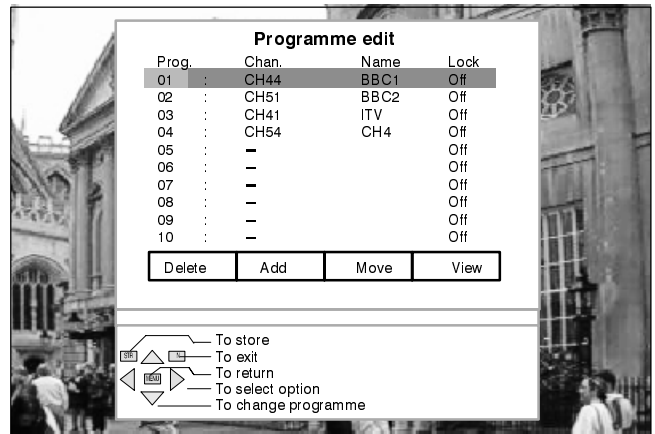 Programme edit
Prog. Chan. Name Lock
01 : CH44 BBC1 Off
02 : CH51 BBC2 Off
03 : CH41 ITV Off
04 : CH54 CH4 Off
05 : – Off
06 : – Off
07 : – Off
08 : – Off
09 : – Off
10 : – Off
Delete Add Move View
To store
STR N To exit
MENU To return
To select option
To change programme